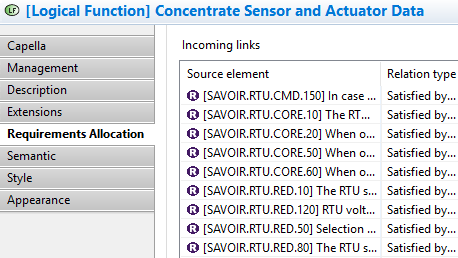 LF [Logical Function] Concentrate Sensor and Actuator Data
Capella
Management
Description
Extensions
Requirements Allocation
Semantic
Style
Appearance
Incoming links
Source element Relation type
R [SAVOIR.RTU.CMD.150] In case ... Satisfied by...
R [SAVOIR.RTU.CORE.10] The RT... Satisfied by...
R [SAVOIR.RTU.CORE.20] When o... Satisfied by...
R [SAVOIR.RTU.CORE.50] When o... Satisfied by...
R [SAVOIR.RTU.CORE.60] When o... Satisfied by...
R [SAVOIR.RTU.RED.10] The RTU s... Satisfied by...
R [SAVOIR.RTU.RED.120] RTU volt... Satisfied by...
R [SAVOIR.RTU.RED.50] Selection ... Satisfied by...
R [SAVOIR.RTU.RED.80] The RTU s... Satisfied by...